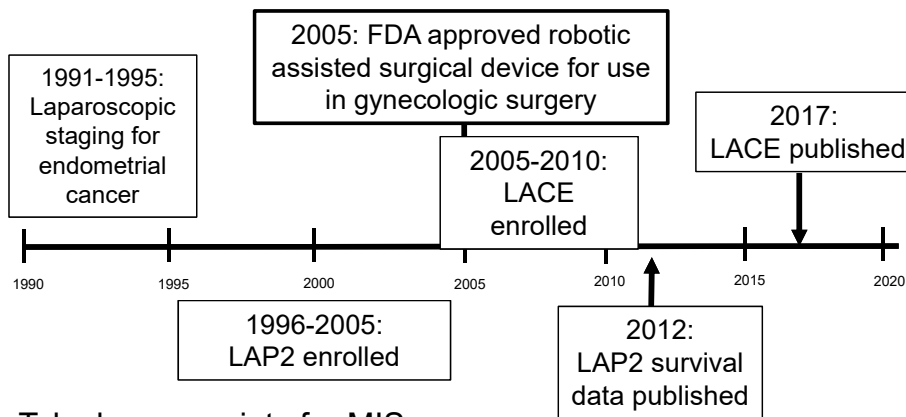 2005: FDA approved robotic
assisted surgical device for use
in gynecologic surgery
1991-1995:
Laparoscopic
staging for
endometrial
cancer
2017:
LACE published
2005-2010:
LACE
enrolled
1990
1995
2000
2005
2010
2015
2020
1996-2005:
LAP2 enrolled
2012:
LAP2 survival
data published